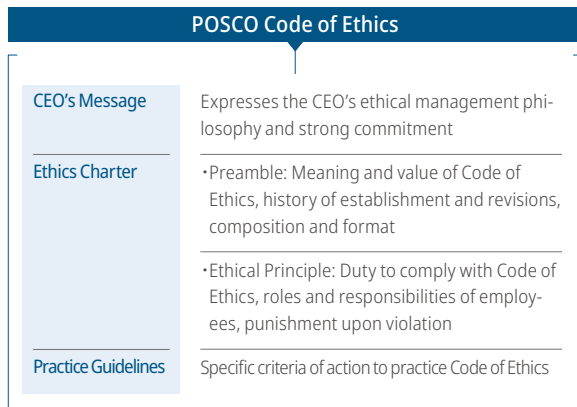 POSCO Code of Ethics
CEO's Message
Expresses the CEO's ethical management phi-
losophy and strong commitment
Ethics Charter
･Preamble: Meaning and value of Code of
Ethics, history of establishment and revisions,
composition and format
･Ethical Principle: Duty to comply with Code of
Ethics, roles and responsibilities of employ-
ees, punishment upon violation
Practice Guidelines
Specific criteria of action to practice Code of Ethics